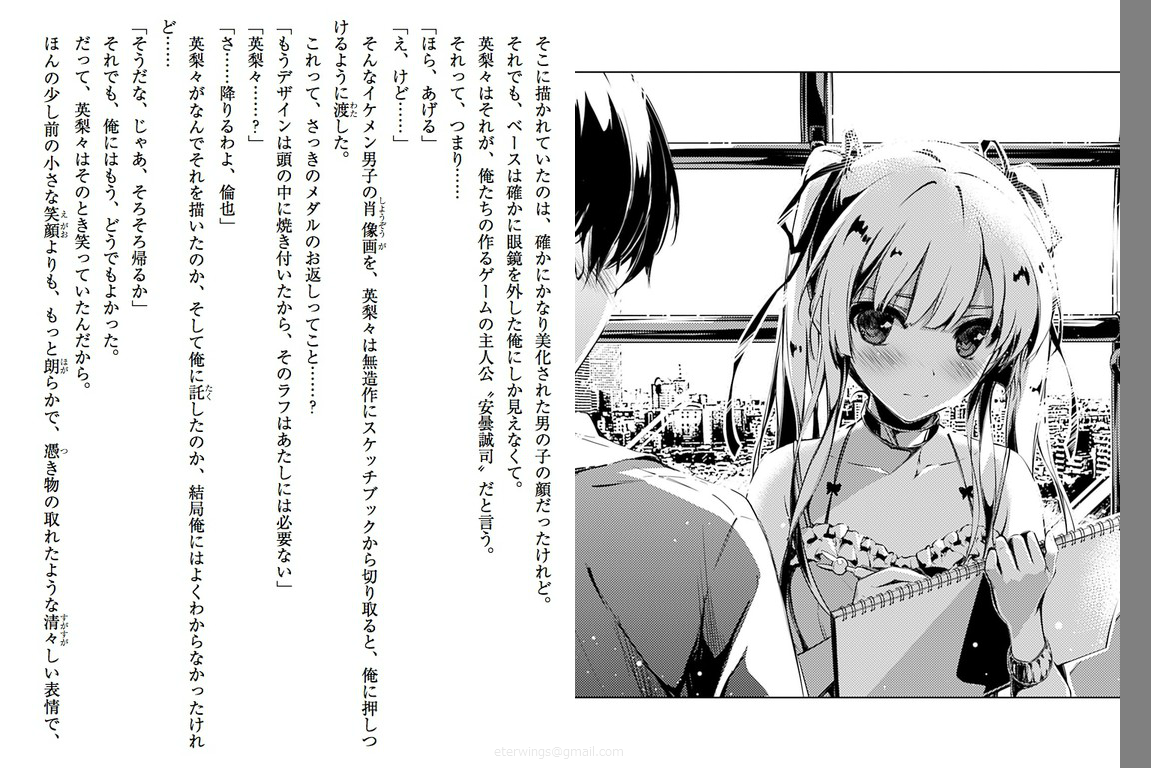 そこに描かれていたのは、確かにかなり美化された男の子の顔だったけれど。
それでも、ベースは確かに眼鏡を外した俺にしか見えなくて。
英梨々はそれが、俺たちの作るゲームの主人公〝安曇誠司〟だと言う。
それって、つまり……
「ほら、あげる」
「え、けど……」
そんなイケメン男子の肖像画を、英梨々は無造作にスケッチブックから切り取ると、俺に押しつ
けるように渡した。
これって、さっきのメダルのお返しってこと……？
「もうデザインは頭の中に焼き付いたから、そのラフはあたしには必要ない」
「英梨々……？」
「さ……降りるわよ、倫也」
英梨々がなんでそれを描いたのか、そして俺に託したのか、結局俺にはよくわからなかったけれ
ど……
「そうだな、じゃあ、そろそろ帰るか」
それでも、俺にはもう、どうでもよかった。
だって、英梨々はそのとき笑っていたんだから。
ほんの少し前の小さな笑顔よりも、もっと朗らかで、憑き物の取れたような清々しい表情で、
eterwings@gmail.com